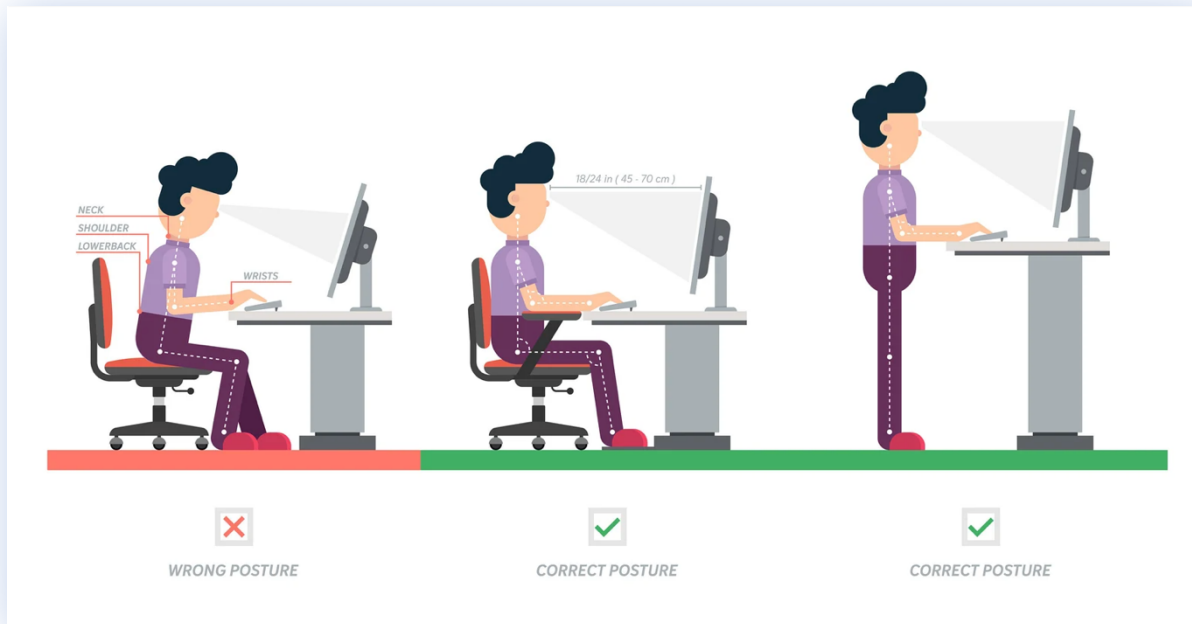 NECK
SHOULDER
LOWERBACK
WRISTS
18/24 in ( 45 - 70 cm )
WRONG POSTURE
CORRECT POSTURE
CORRECT POSTURE